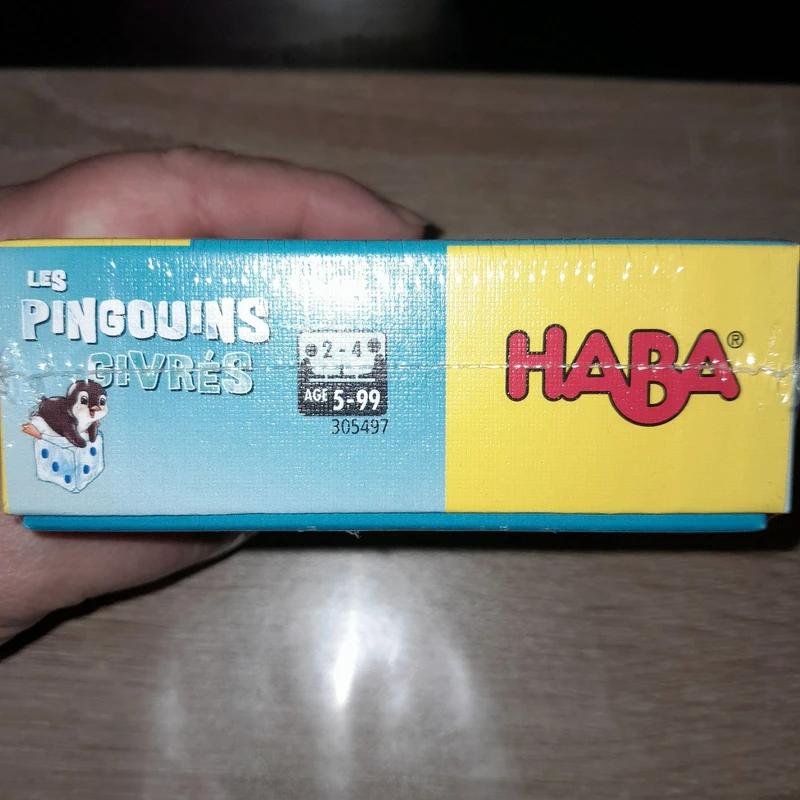 LES
PINGOUINS
GIVRÉS
2-4
AGE 5-99
305497
HABA®